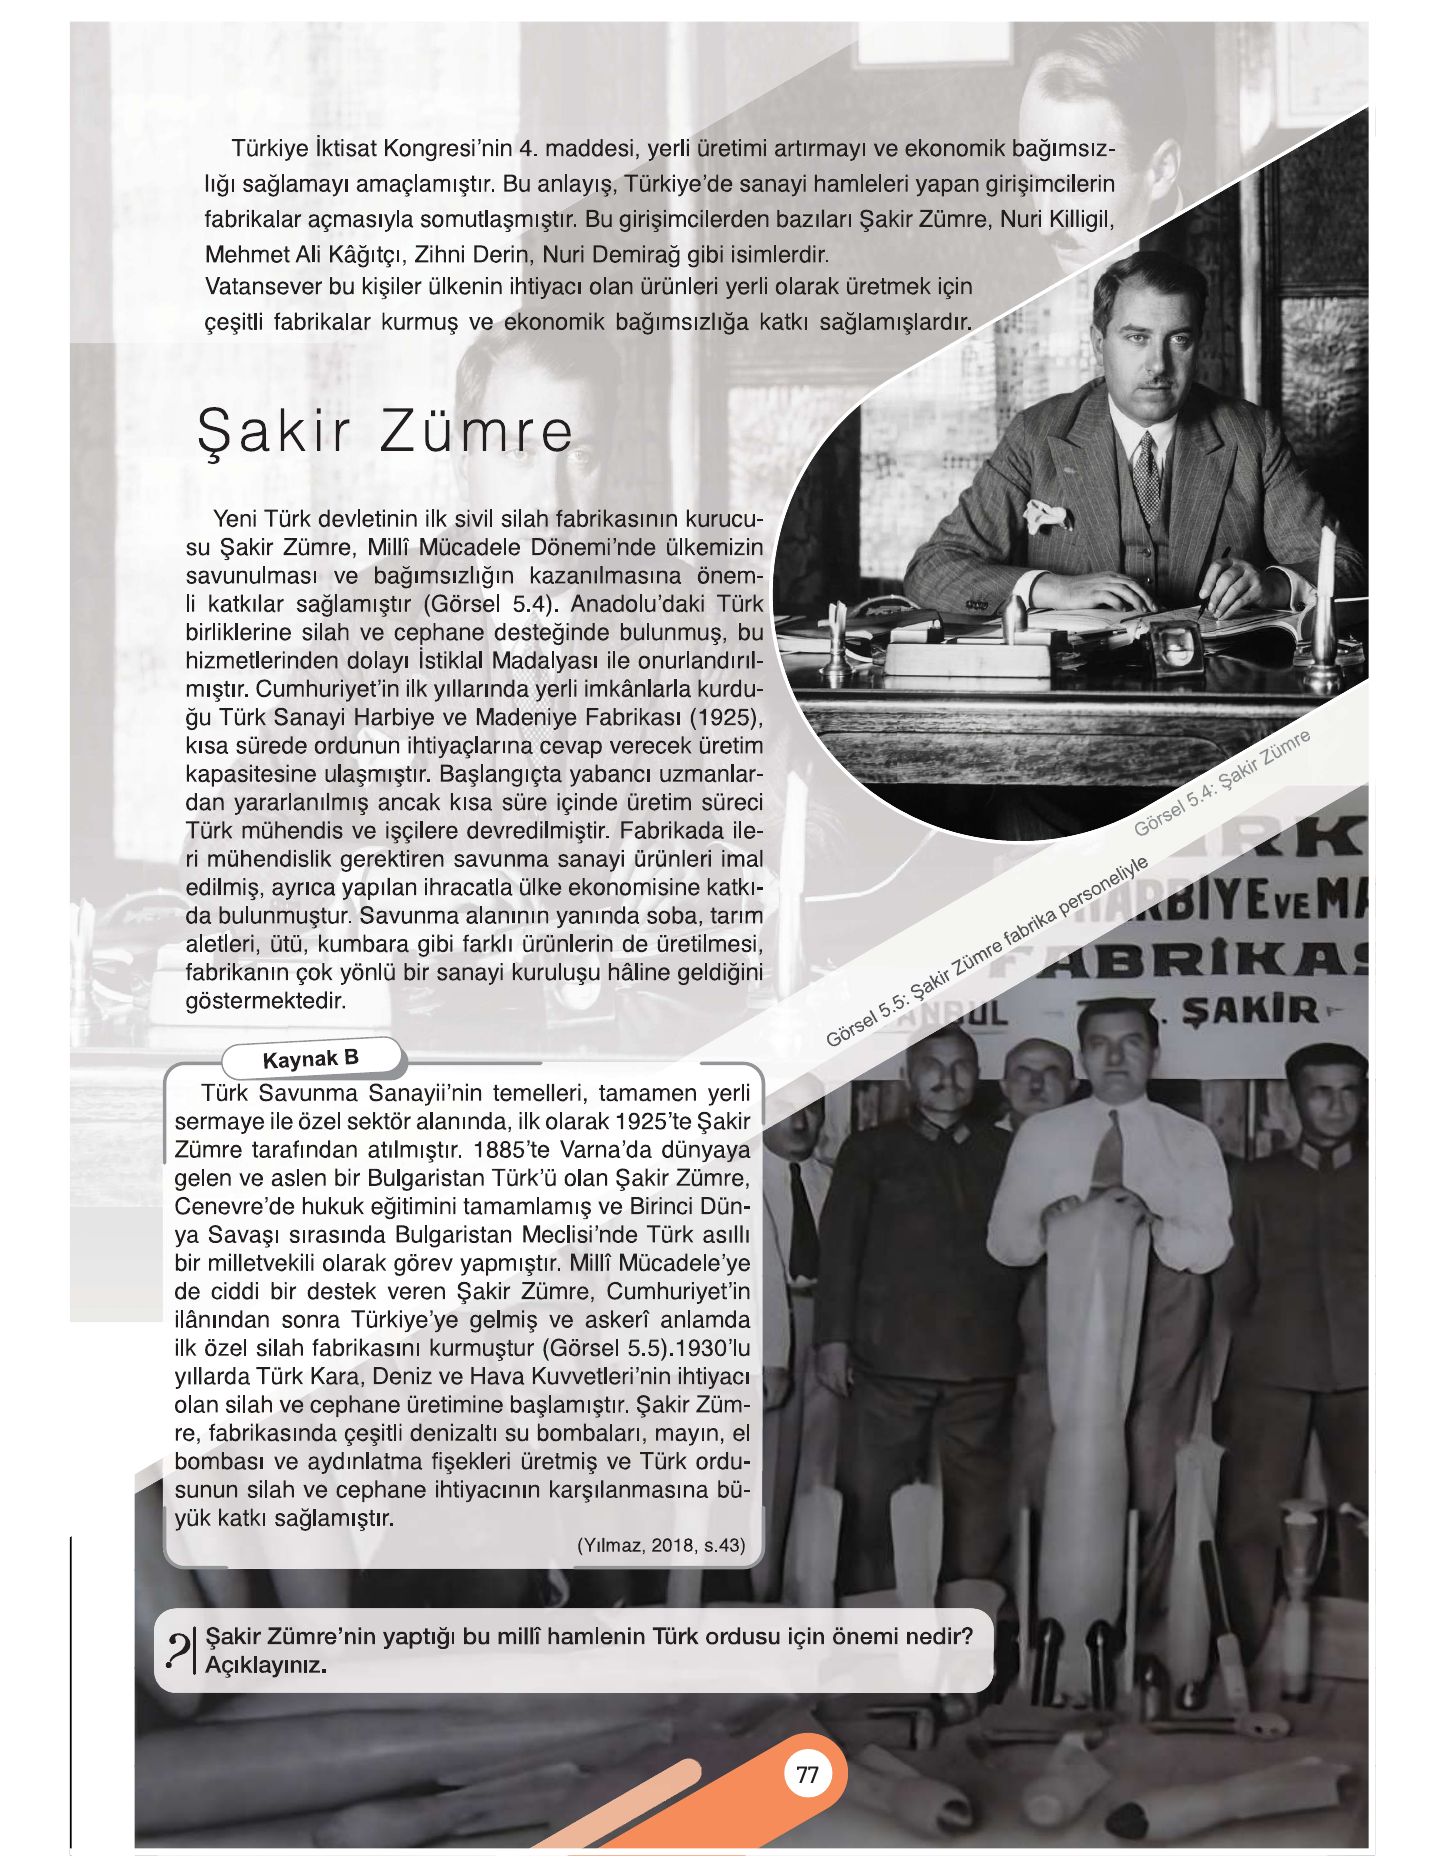 Türkiye İktisat Kongresi’nin 4. maddesi, yerli üretimi artırmayı ve ekonomik bağımsız-
lığı sağlamayı amaçlamıştır. Bu anlayış, Türkiye’de sanayi hamleleri yapan girişimcilerin
fabrikalar açmasıyla somutlaşmıştır. Bu girişimcilerden bazıları Şakir Zümre, Nuri Killigil,
Mehmet Ali Kâğıtçı, Zihni Derin, Nuri Demirağ gibi isimlerdir.
Vatansever bu kişiler ülkenin ihtiyacı olan ürünleri yerli olarak üretmek için
çeşitli fabrikalar kurmuş ve ekonomik bağımsızlığa katkı sağlamışlardır.
Şakir Zümre
Yeni Türk devletinin ilk sivil silah fabrikasının kurucu-
su Şakir Zümre, Millî Mücadele Dönemi’nde ülkemizin
savunulması ve bağımsızlığın kazanılmasına önem-
li katkılar sağlamıştır (Görsel 5.4). Anadolu’daki Türk
birliklerine silah ve cephane desteğinde bulunmuş, bu
hizmetlerinden dolayı İstiklal Madalyası ile onurlandırıl-
mıştır. Cumhuriyet’in ilk yıllarında yerli imkânlarla kurdu-
ğu Türk Sanayi Harbiye ve Madeniye Fabrikası (1925),
kısa sürede ordunun ihtiyaçlarına cevap verecek üretim
kapasitesine ulaşmıştır. Başlangıçta yabancı uzmanlar-
dan yararlanılmış ancak kısa süre içinde üretim süreci
Türk mühendis ve işçilere devredilmiştir. Fabrikada ile-
ri mühendislik gerektiren savunma sanayi ürünleri imal
edilmiş, ayrıca yapılan ihracatla ülke ekonomisine katkı-
da bulunmuştur. Savunma alanının yanında soba, tarım
aletleri, ütü, kumbara gibi farklı ürünlerin de üretilmesi,
fabrikanın çok yönlü bir sanayi kuruluşu hâline geldiğini
göstermektedir.
Görsel 5.4: Şakir Zümre
Görsel 5.5: Şakir Zümre fabrika personeliyle
RK
HARBİYE VE MA
FABRİKAS
ANBUL
ŞAKİR
Kaynak B
Türk Savunma Sanayii’nin temelleri, tamamen yerli
sermaye ile özel sektör alanında, ilk olarak 1925’te Şakir
Zümre tarafından atılmıştır. 1885’te Varna’da dünyaya
gelen ve aslen bir Bulgaristan Türk’ü olan Şakir Zümre,
Cenevre’de hukuk eğitimini tamamlamış ve Birinci Dün-
ya Savaşı sırasında Bulgaristan Meclisi’nde Türk asıllı
bir milletvekili olarak görev yapmıştır. Millî Mücadele’ye
de ciddi bir destek veren Şakir Zümre, Cumhuriyet’in
ilânından sonra Türkiye’ye gelmiş ve askerî anlamda
ilk özel silah fabrikasını kurmuştur (Görsel 5.5).1930’lu
yıllarda Türk Kara, Deniz ve Hava Kuvvetleri’nin ihtiyacı
olan silah ve cephane üretimine başlamıştır. Şakir Züm-
re, fabrikasında çeşitli denizaltı su bombaları, mayın, el
bombası ve aydınlatma fişekleri üretmiş ve Türk ordu-
sunun silah ve cephane ihtiyacının karşılanmasına bü-
yük katkı sağlamıştır.
(Yılmaz, 2018, s.43)
?
Şakir Zümre’nin yaptığı bu millî hamlenin Türk ordusu için önemi nedir?
Açıklayınız.
77